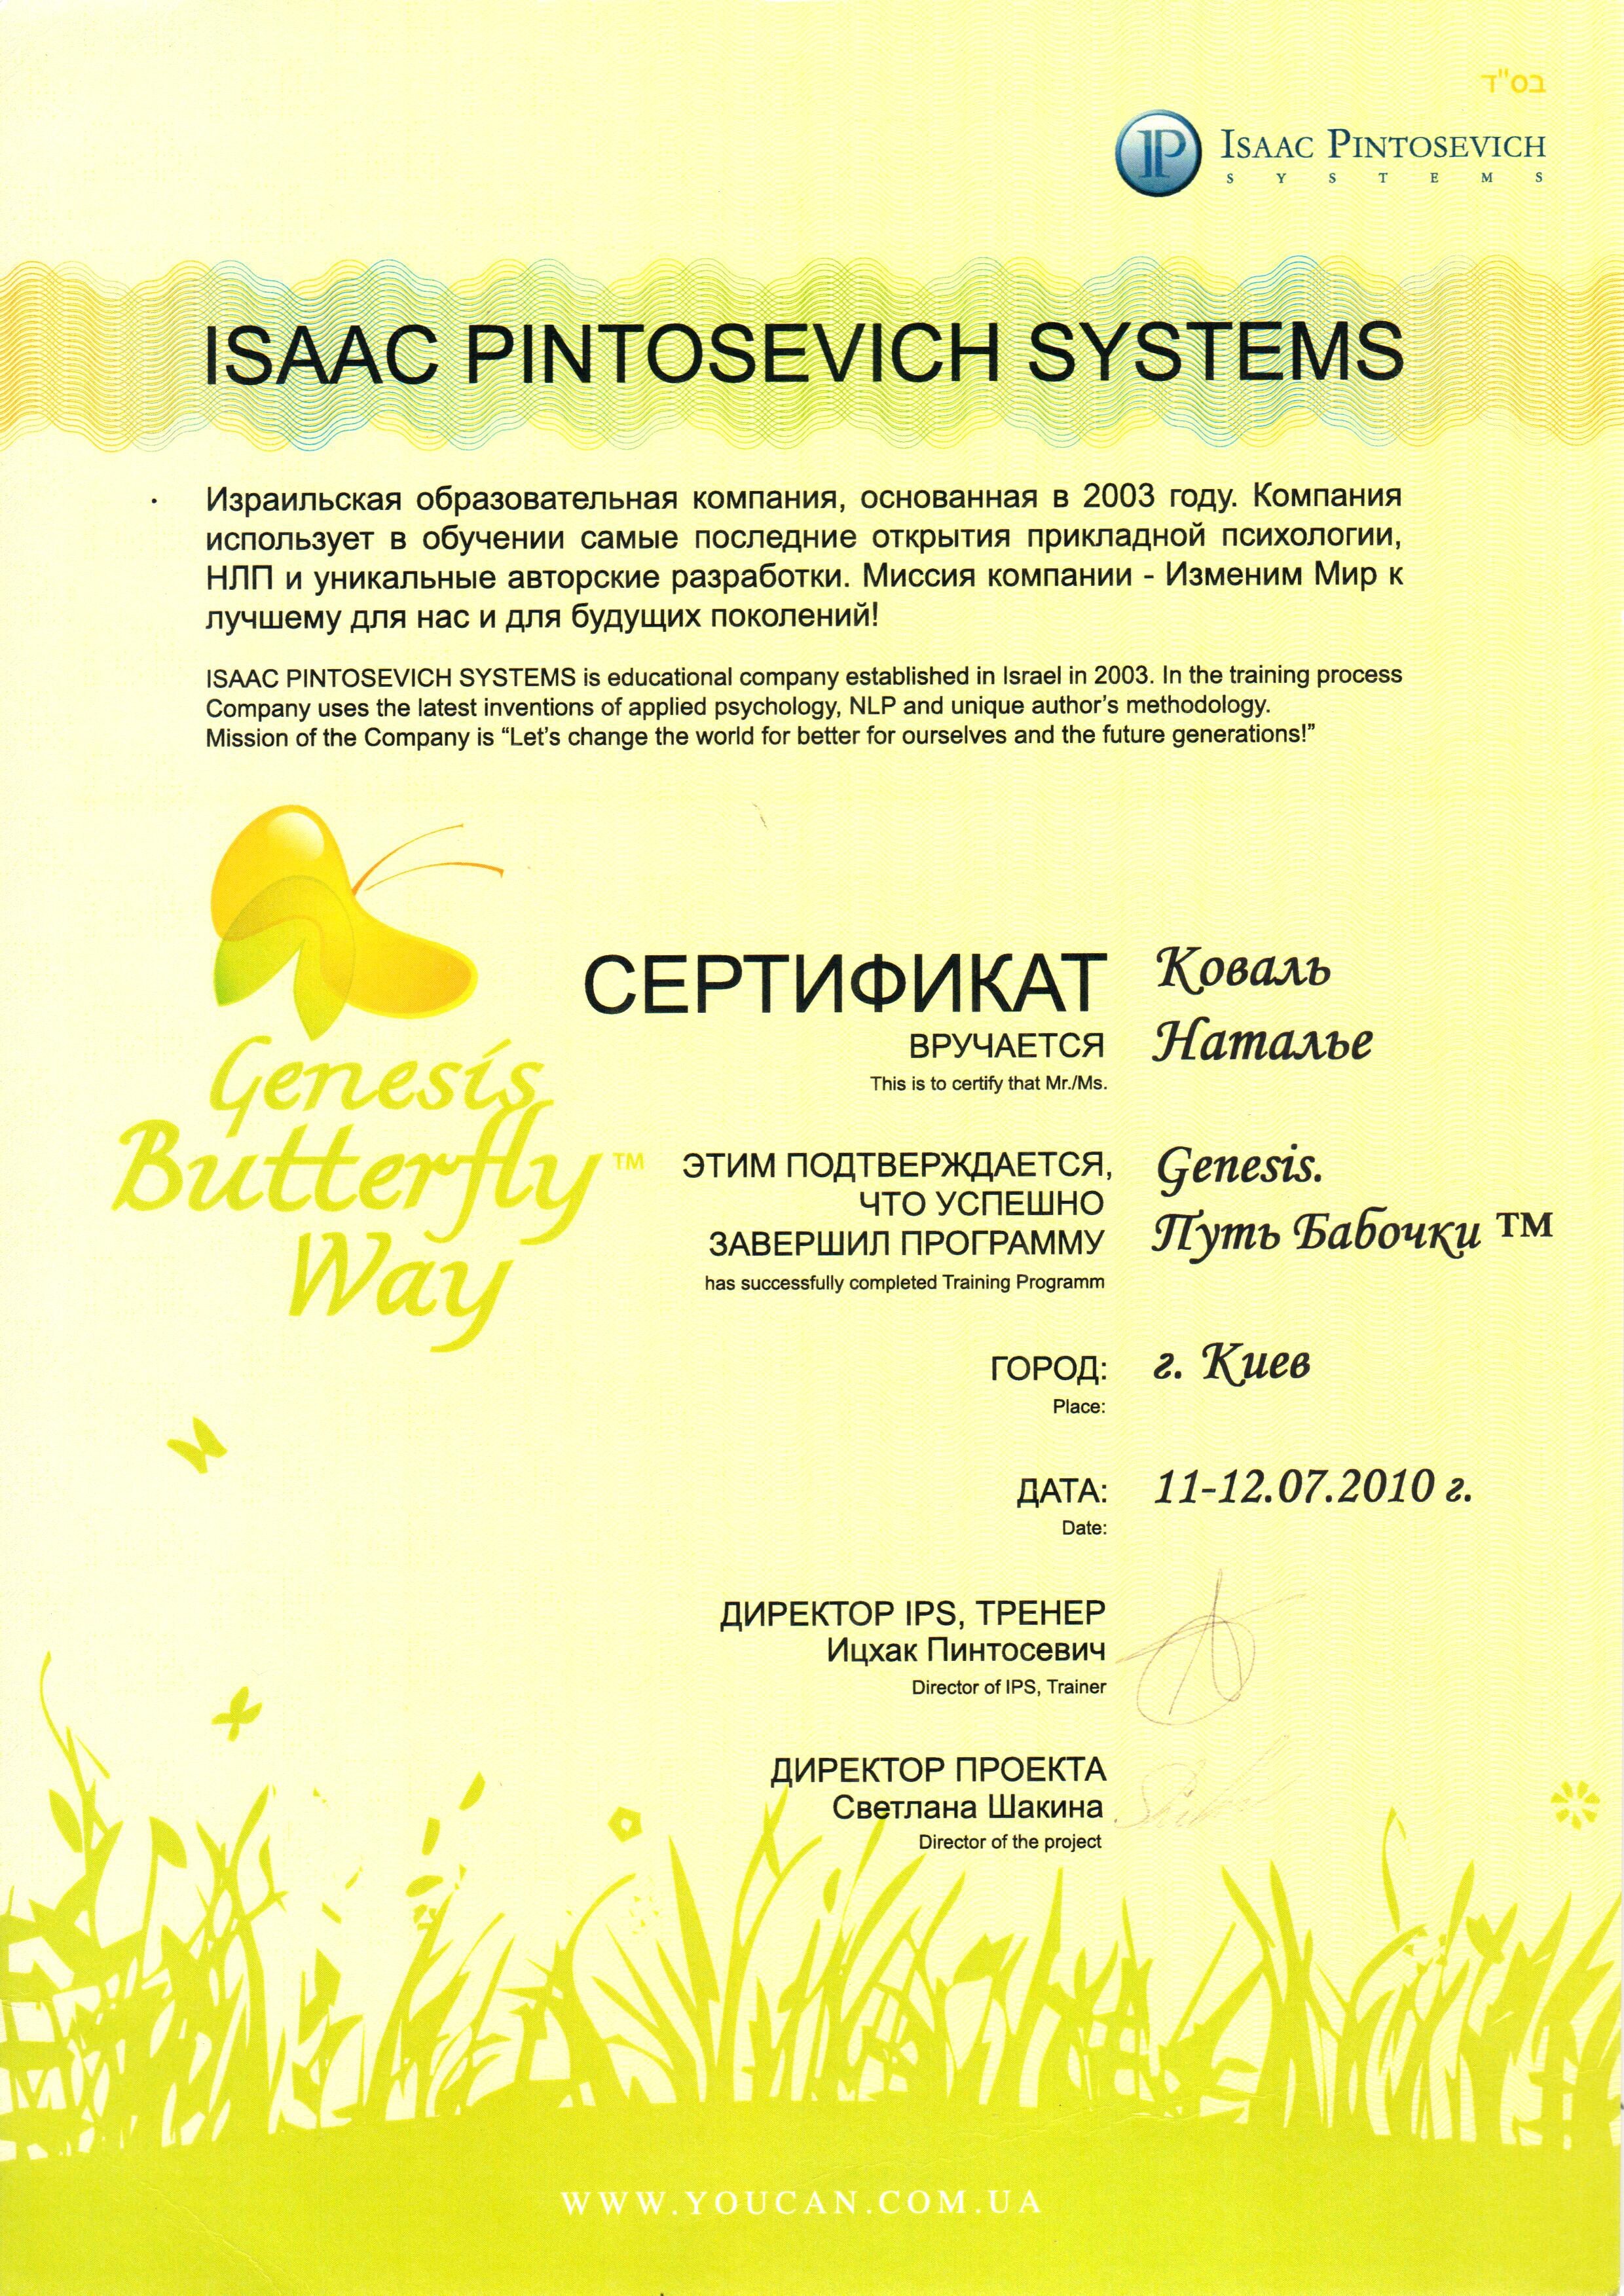 בס"ד
ISAAC PINTOSEVICH
SYSTEMS
ISAAC PINTOSEVICH SYSTEMS
Израильская образовательная компания, основанная в 2003 году. Компания
использует в обучении самые последние открытия прикладной психологии,
НЛП и уникальные авторские разработки. Миссия компании - Изменим Мир к
лучшему для нас и для будущих поколений!
ISAAC PINTOSEVICH SYSTEMS is educational company established in Israel in 2003. In the training process
Company uses the latest inventions of applied psychology, NLP and unique author's methodology.
Mission of the Company is “Let's change the world for better for ourselves and the future generations!”
Genesis
Butterfly™
Way
СЕРТИФИКАТ
ВРУЧАЕТСЯ
This is to certify that Mr./Ms.
Коваль
Наталье
ЭТИМ ПОДТВЕРЖДАЕТСЯ,
ЧТО УСПЕШНО
ЗАВЕРШИЛ ПРОГРАММУ
has successfully completed Training Programm
Genesis.
Путь Бабочки ™
ГОРОД: г. Киев
Place:
ДАТА: 11-12.07.2010 г.
Date:
ДИРЕКТОР IPS, ТРЕНЕР
Ицхак Пинтосевич
Director of IPS, Trainer
ДИРЕКТОР ПРОЕКТА
Светлана Шакина
Director of the project
WWW.YOUCAN.COM.UA